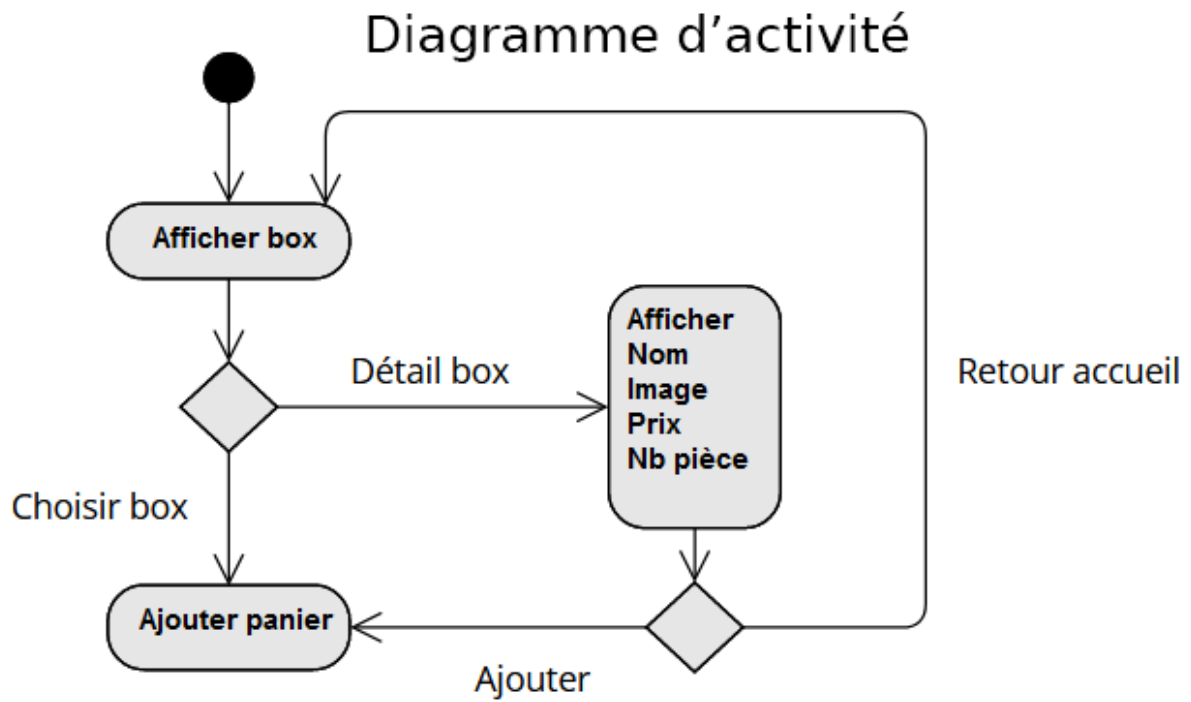 Diagramme d’activité
Afficher box
Afficher
Nom
Image
Prix
Nb pièce
Détail box
Retour accueil
Choisir box
Ajouter panier
Ajouter